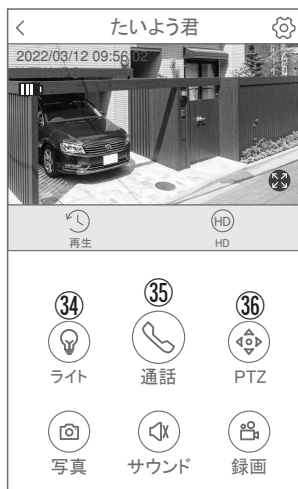 たいよう君
2022/03/12 09:56:02
再生
HD
HD
㉞ ㉟ ㊱
ライト 通話 PTZ
写真 サウンド 録画